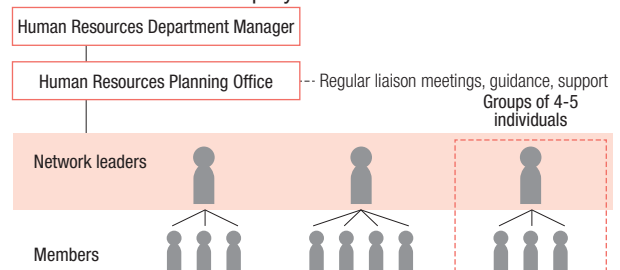 Human Resources Department Manager
Human Resources Planning Office
Regular liaison meetings, guidance, support
Groups of 4-5
individuals
Network leaders
Members